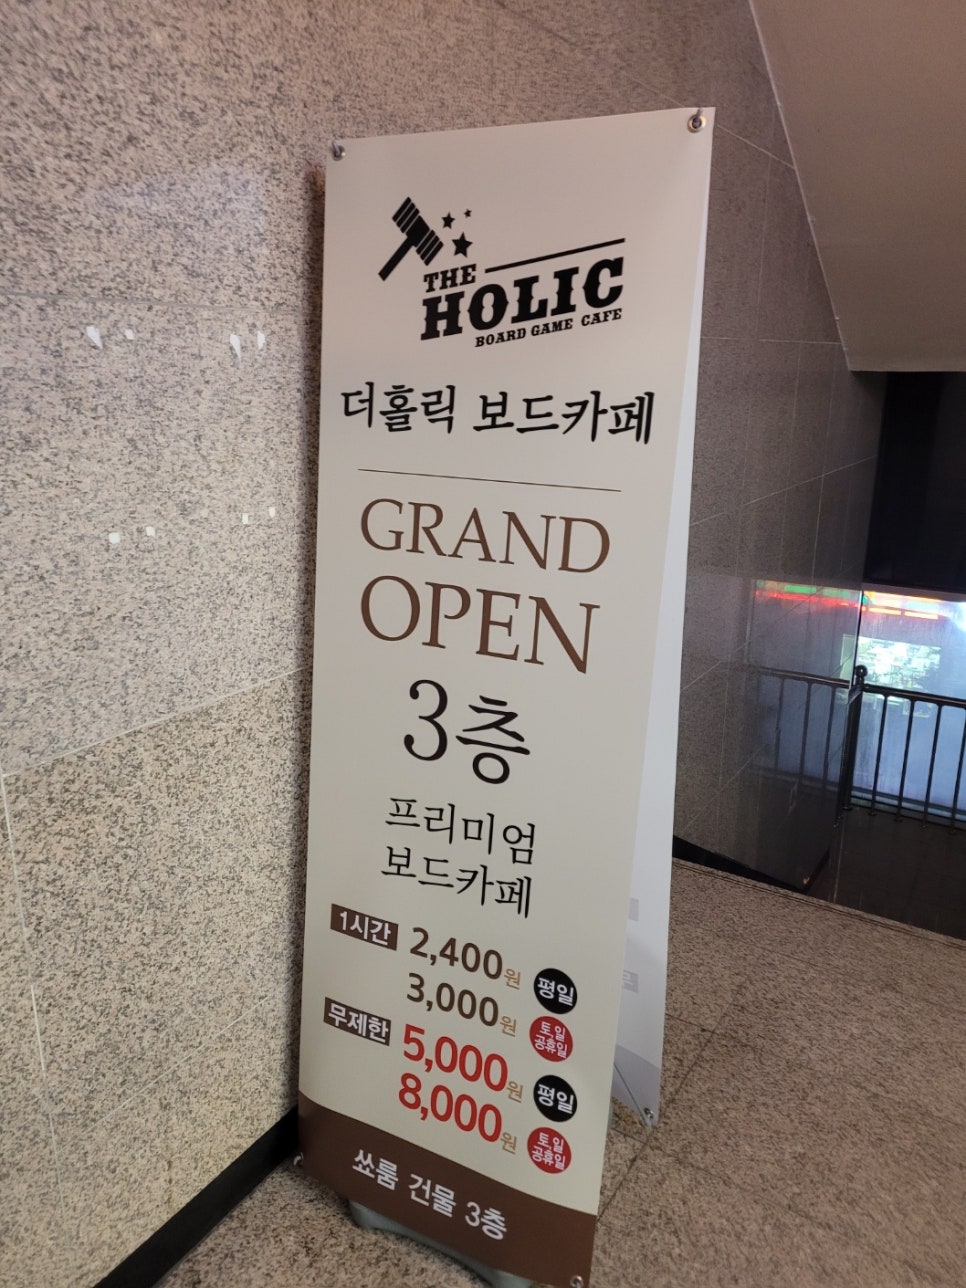 THE
HOLIC
BOARD GAME CAFE
더홀릭 보드카페
GRAND
OPEN
3층
프리미엄
보드카페
1시간 2,400원 평일
3,000원 토,일 공휴일
무제한 5,000원 평일
8,000원 토,일 공휴일
쑈룸 건물 3층